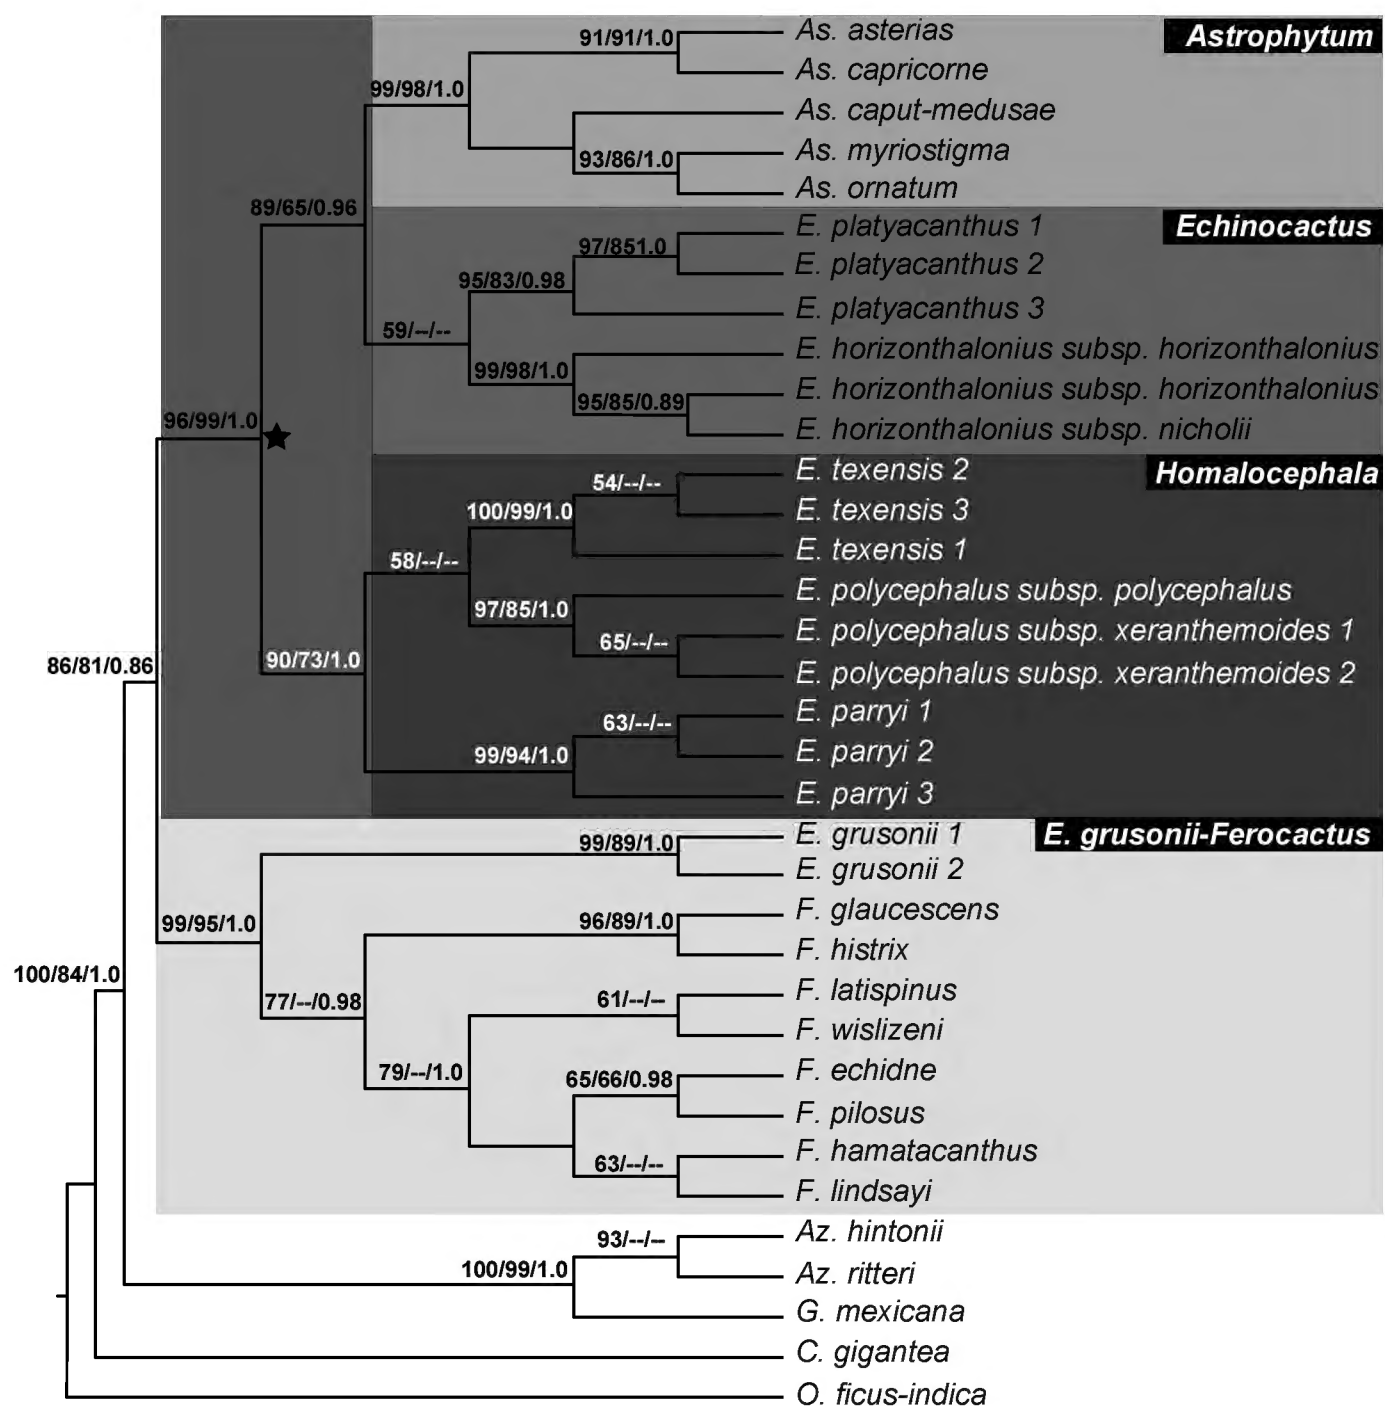 91/91/1.0
As. asterias
Astrophytum
As. capricorne
99/98/1.0
As. caput-medusae
93/86/1.0
As. myriostigma
As. ornatum
89/65/0.96
E. platyacanthus 1
Echinocactus
97/851.0
E. platyacanthus 2
95/83/0.98
E. platyacanthus 3
59/--/--
E. horizonthalonius subsp. horizonthalonius
99/98/1.0
E. horizonthalonius subsp. horizonthalonius
95/85/0.89
E. horizonthalonius subsp. nicholii
96/99/1.0
E. texensis 2
Homalocephala
54/--/--
100/99/1.0
E. texensis 3
E. texensis 1
58/--/--
E. polycephalus subsp. polycephalus
97/85/1.0
E. polycephalus subsp. xeranthemoides 1
65/--/--
E. polycephalus subsp. xeranthemoides 2
90/73/1.0
86/81/0.86
E. parryi 1
63/--/--
E. parryi 2
99/94/1.0
E. parryi 3
E. grusonii 1
E. grusonii-Ferocactus
99/89/1.0
E. grusonii 2
F. glaucescens
96/89/1.0
99/95/1.0
F. histrix
100/84/1.0
F. latispinus
61/--/--
77/--/0.98
F. wislizeni
79/--/1.0
F. echidne
65/66/0.98
F. pilosus
F. hamatacanthus
63/--/--
F. lindsayi
Az. hintonii
93/--/--
100/99/1.0
Az. ritteri
G. mexicana
C. gigantea
O. ficus-indica